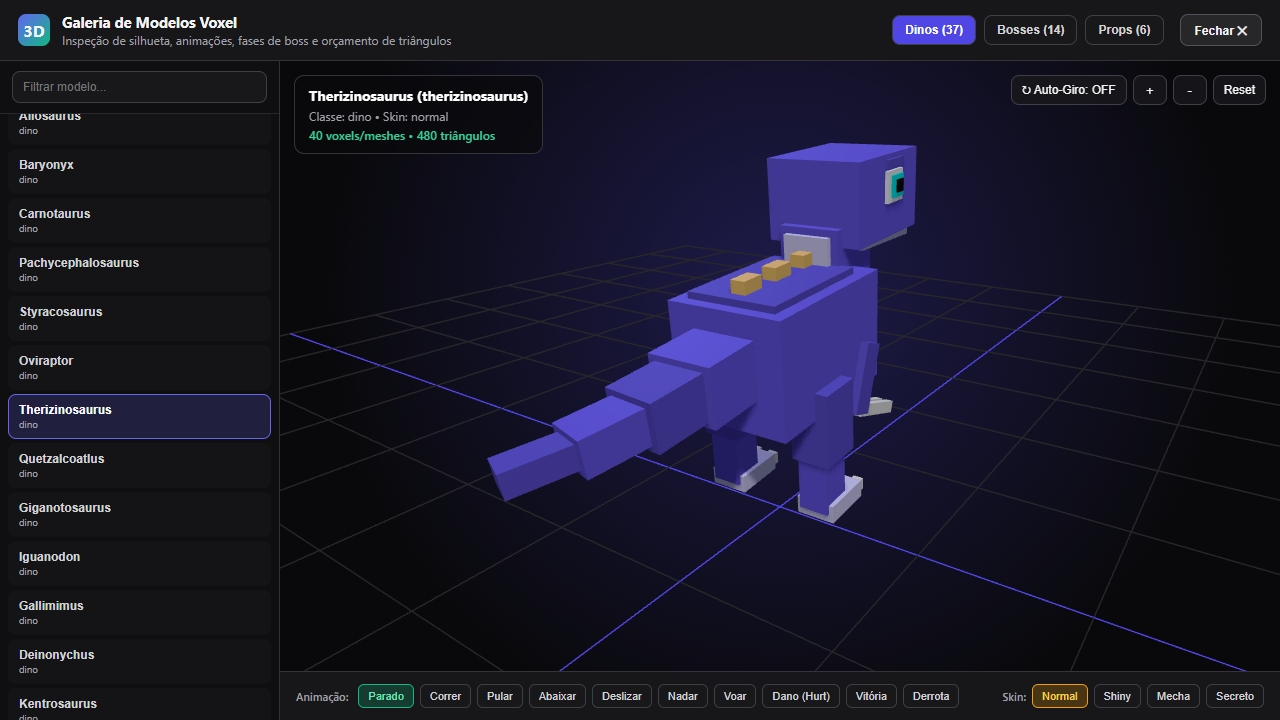 3D
Galeria de Modelos Voxel
Inspeção de silhueta, animações, fases de boss e orçamento de triângulos
Dinos (37)
Bosses (14)
Props (6)
Fechar ✕
Filtrar modelo...
Allosaurus
dino
Baryonyx
dino
Carnotaurus
dino
Pachycephalosaurus
dino
Styracosaurus
dino
Oviraptor
dino
Therizinosaurus
dino
Quetzalcoatlus
dino
Giganotosaurus
dino
Iguanodon
dino
Gallimimus
dino
Deinonychus
dino
Kentrosaurus
dino
Therizinosaurus (therizinosaurus)
Classe: dino • Skin: normal
40 voxels/meshes • 480 triângulos
↻ Auto-Giro: OFF
+
-
Reset
Animação:
Parado
Correr
Pular
Abaixar
Deslizar
Nadar
Voar
Dano (Hurt)
Vitória
Derrota
Skin:
Normal
Shiny
Mecha
Secreto